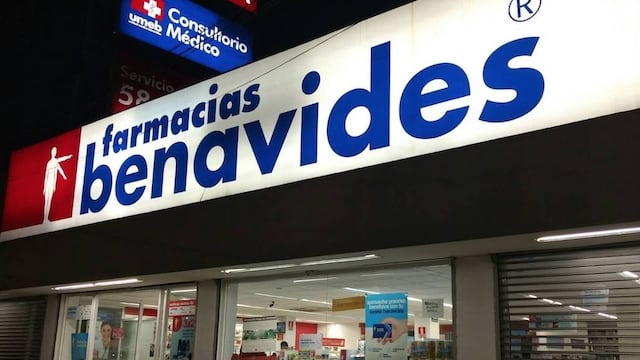 umeb
Consultorio
Médico
Servicio
58
®
farmacias
benavides